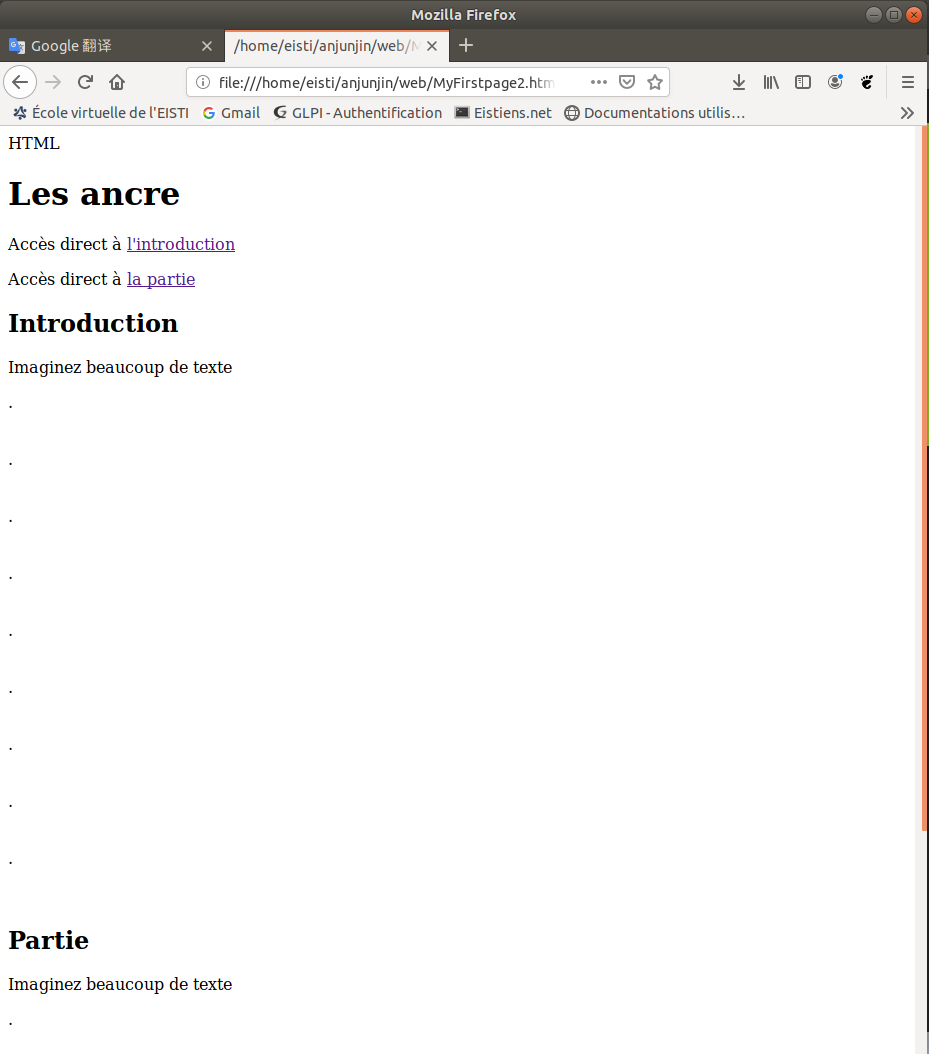 Mozilla Firefox
Google 翻译
/home/eisti/anjunjin/web/M
file:///home/eisti/anjunjin/web/MyFirstpage2.htm
École virtuelle de l'EISTI Gmail GLPI - Authentification Eistiens.net Documentations utilis…
HTML
Les ancre
Accès direct à l'introduction
Accès direct à la partie
Introduction
Imaginez beaucoup de texte
.
.
.
.
.
.
.
.
.
Partie
Imaginez beaucoup de texte
.